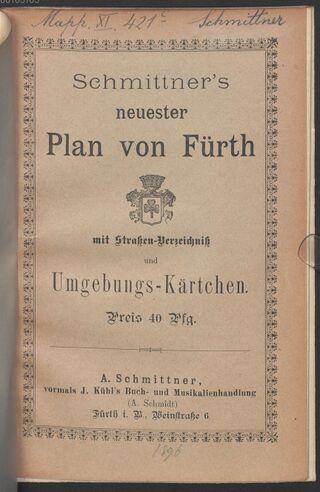 Mapp. XI. 421 Schmittner
Schmittner's
neuester
Plan von Fürth
mit Straßen-Verzeichniß
und
Umgebungs-Kärtchen.
Preis 40 Pfg.
A. Schmittner,
vormals J. Kühl's Buch- und Musikalienhandlung
(A. Schmidt)
Fürth i. B., Weinstraße 6.
1896